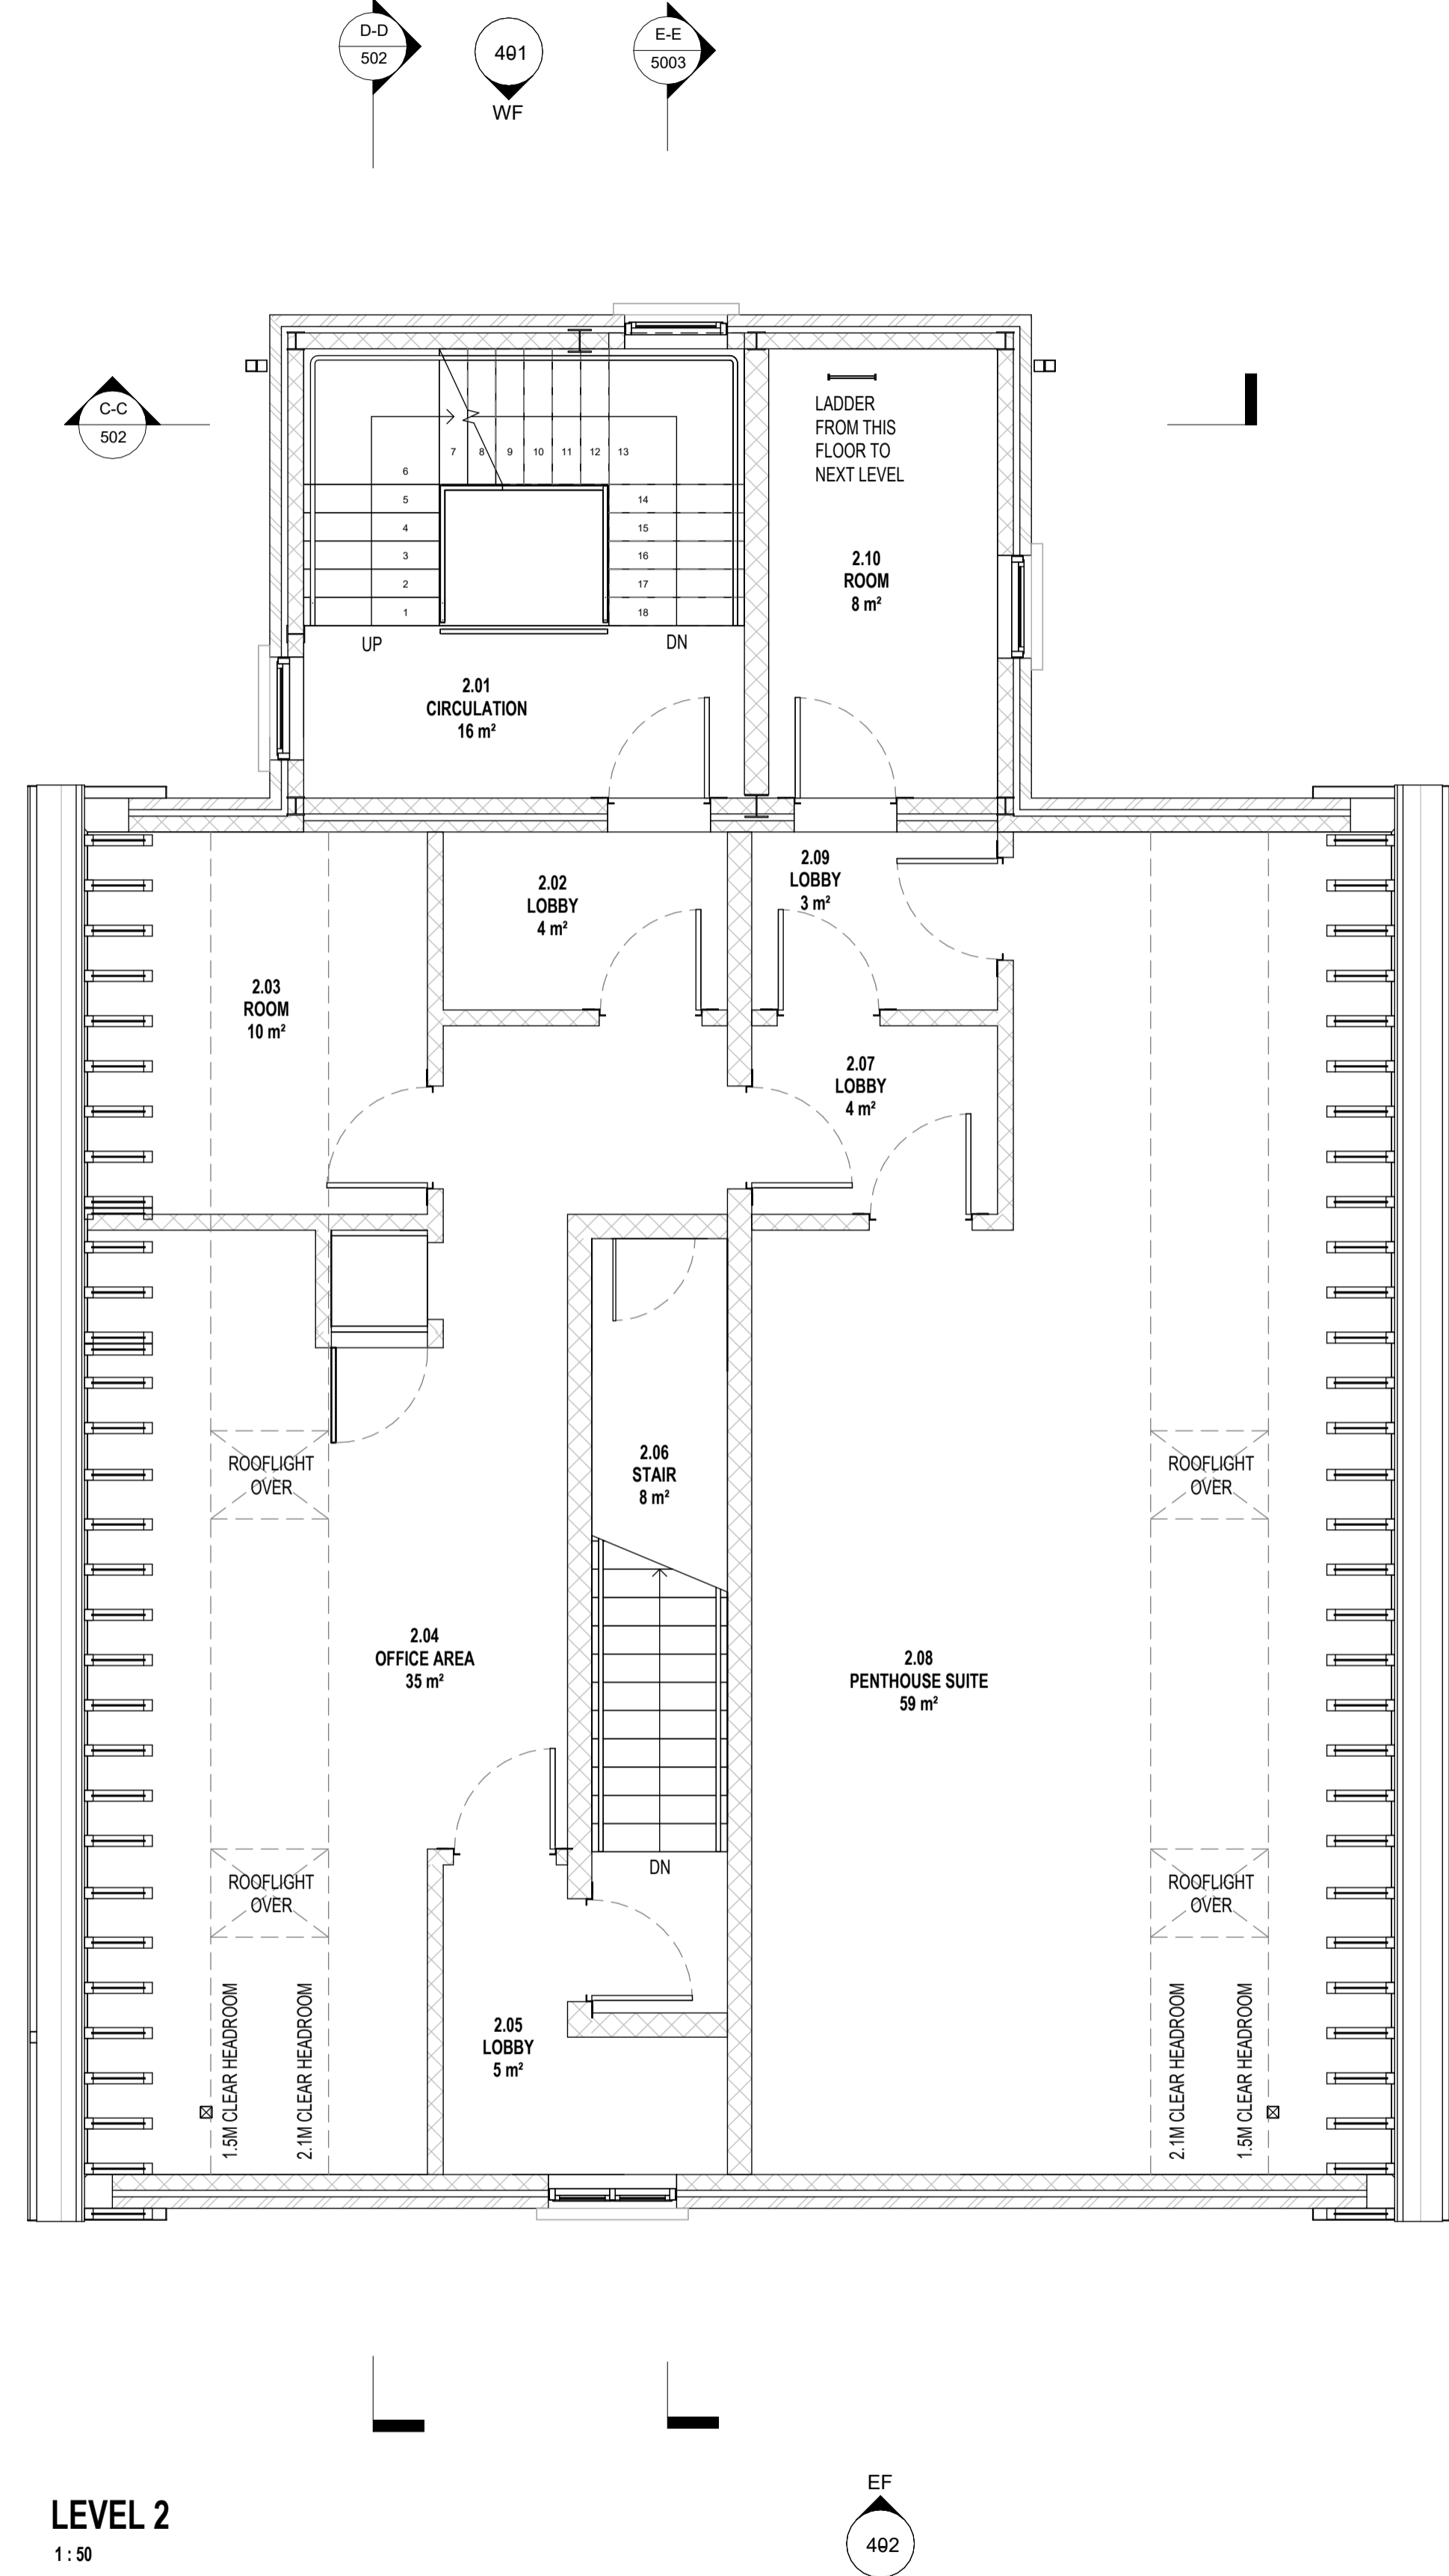 D-D
502
401
WF
E-E
5003
C-C
502
LADDER
FROM THIS
FLOOR TO
NEXT LEVEL
7 8 9 10 11 12 13
6
5
4
3
2
1
14
15
16
17
18
UP
DN
2.10
ROOM
8 m²
2.01
CIRCULATION
16 m²
2.02
LOBBY
4 m²
2.09
LOBBY
3 m²
2.03
ROOM
10 m²
2.07
LOBBY
4 m²
ROOFLIGHT
OVER
2.06
STAIR
8 m²
ROOFLIGHT
OVER
2.04
OFFICE AREA
35 m²
2.08
PENTHOUSE SUITE
59 m²
DN
ROOFLIGHT
OVER
ROOFLIGHT
OVER
1.5M CLEAR HEADROOM
2.1M CLEAR HEADROOM
2.05
LOBBY
5 m²
2.1M CLEAR HEADROOM
1.5M CLEAR HEADROOM
EF
402
LEVEL 2
1 : 50